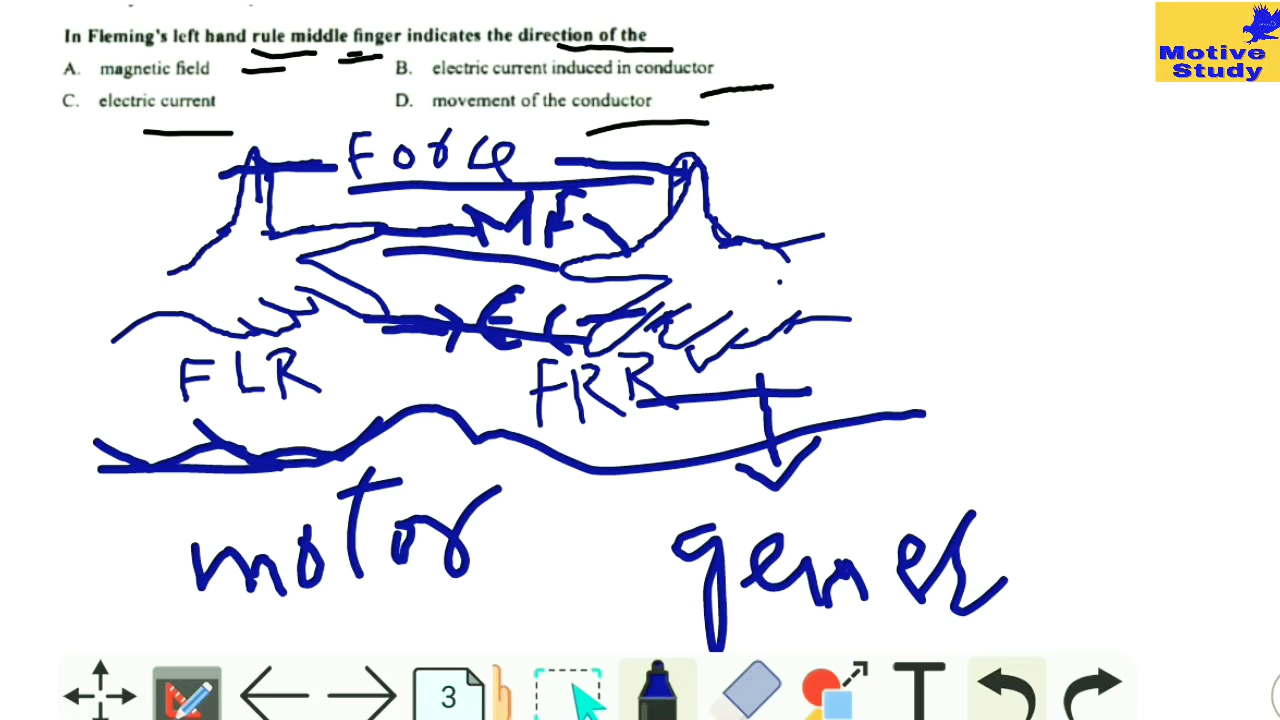 In Fleming's left hand rule middle finger indicates the direction of the
A. magnetic field B. electric current induced in conductor
C. electric current D. movement of the conductor
Motive
Study
Force
MF
EC
FLR FRR
motor gener
3
T